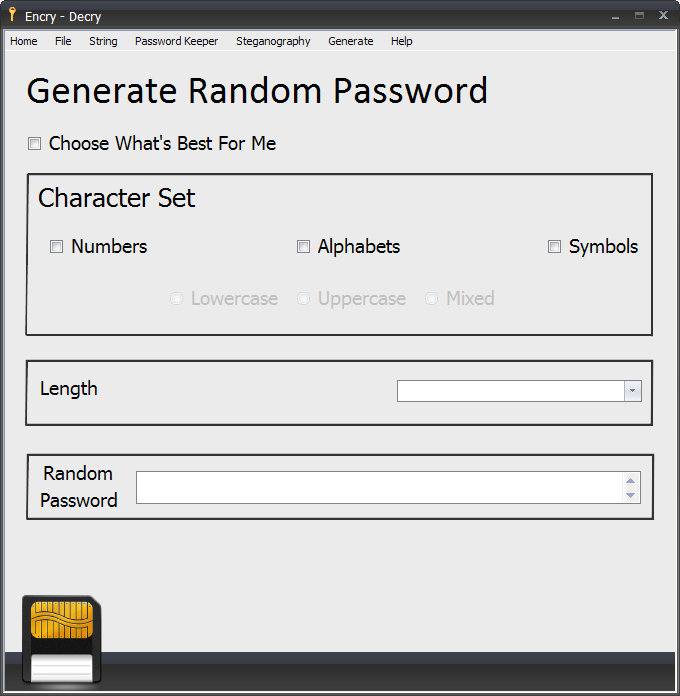 Encry - Decry
Home File String Password Keeper Steganography Generate Help
Generate Random Password
Choose What's Best For Me
Character Set
Numbers Alphabets Symbols
Lowercase Uppercase Mixed
Length
Random
Password